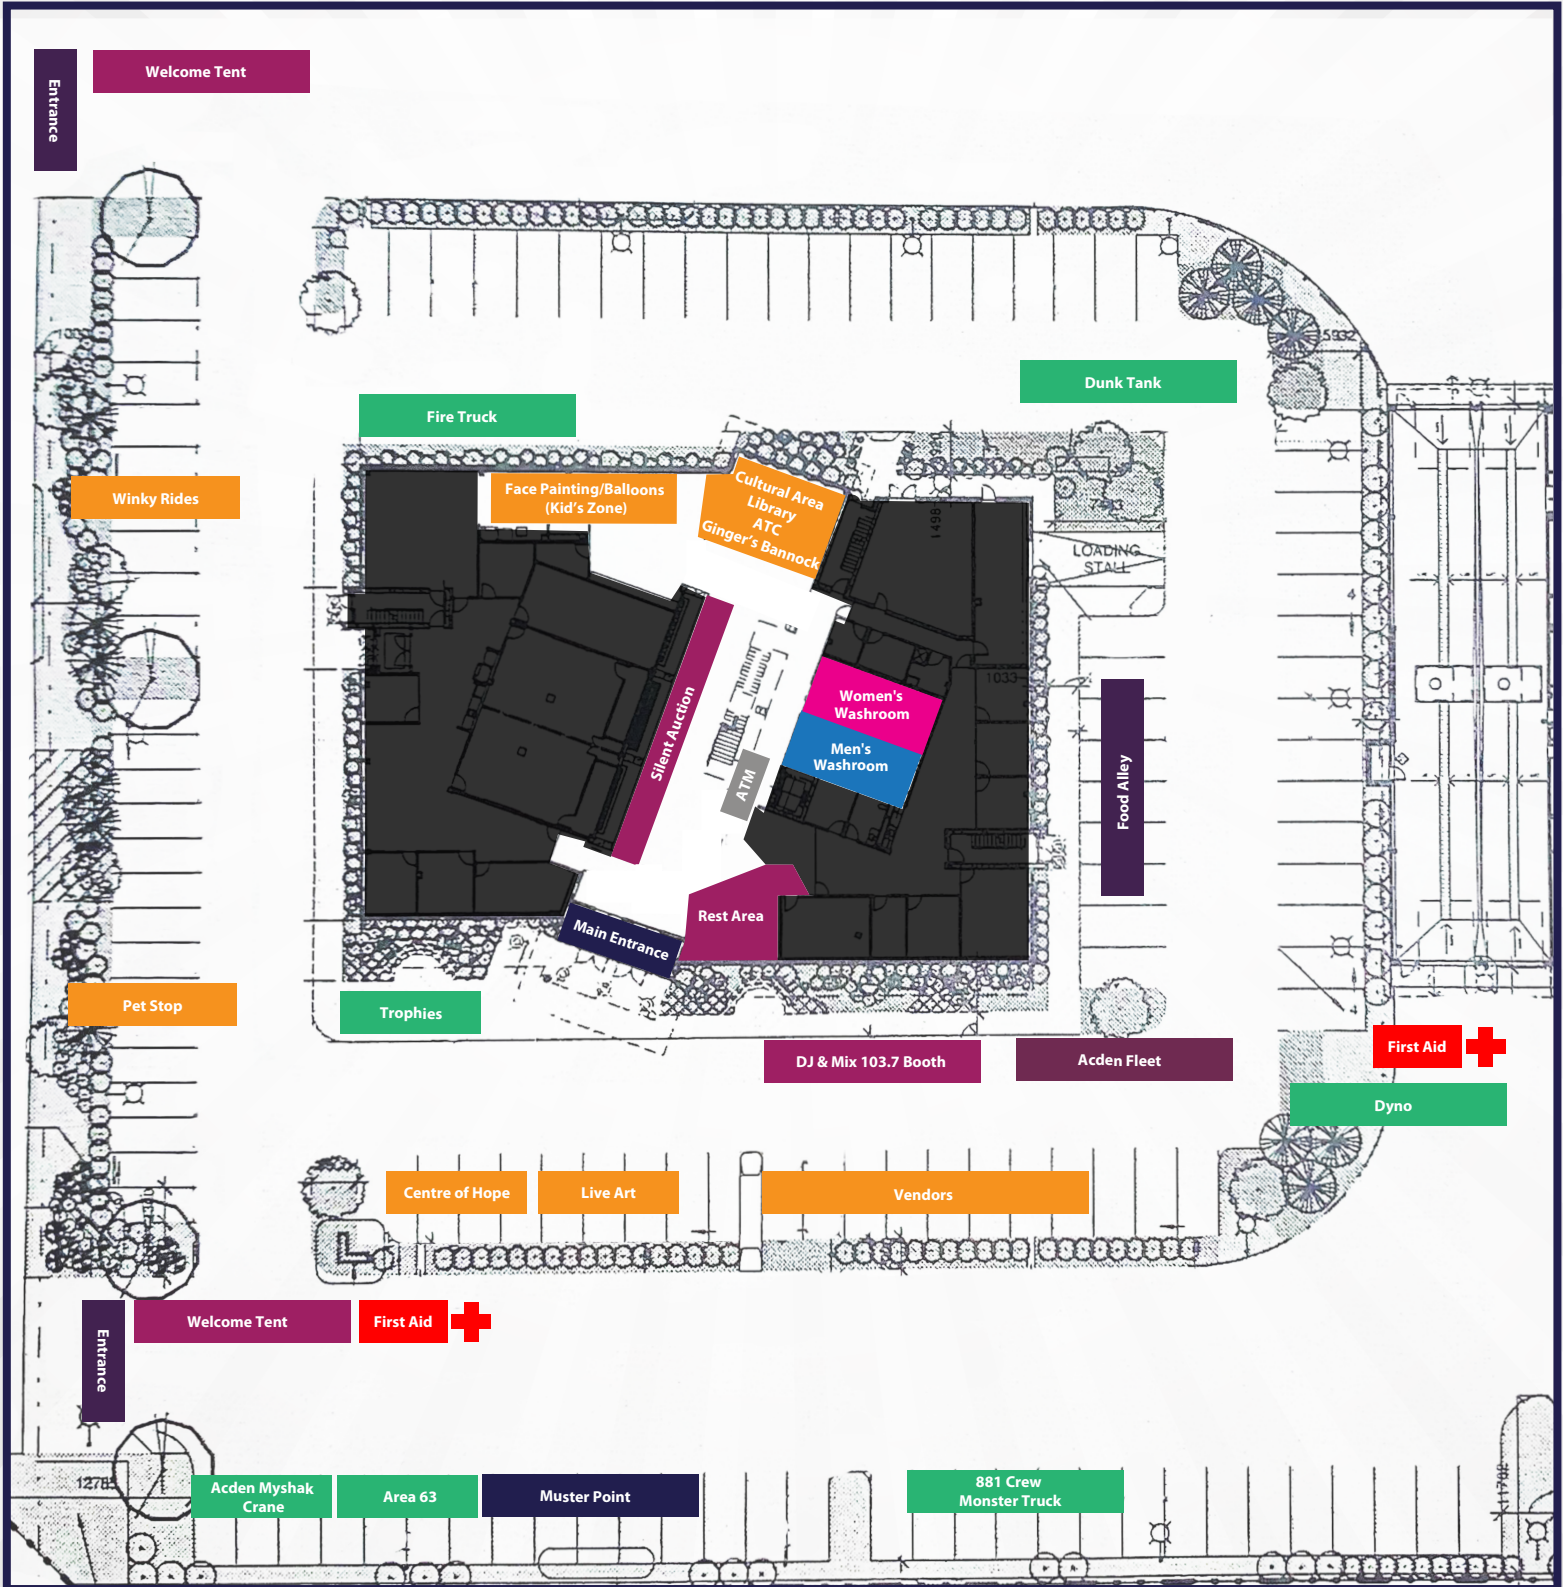 Entrance
Welcome Tent
Dunk Tank
Fire Truck
Winky Rides
Face Painting/Balloons
(Kid's Zone)
Cultural Area
Library
ATC
Ginger's Bannock
1498
LOADING
STALL
1033
Women's
Washroom
Men's
Washroom
Silent Auction
ATM
Food Alley
Rest Area
Main Entrance
Pet Stop
Trophies
DJ & Mix 103.7 Booth
Acden Fleet
First Aid
Dyno
Centre of Hope
Live Art
Vendors
Entrance
Welcome Tent
First Aid
Acden Myshak
Crane
Area 63
Muster Point
881 Crew
Monster Truck